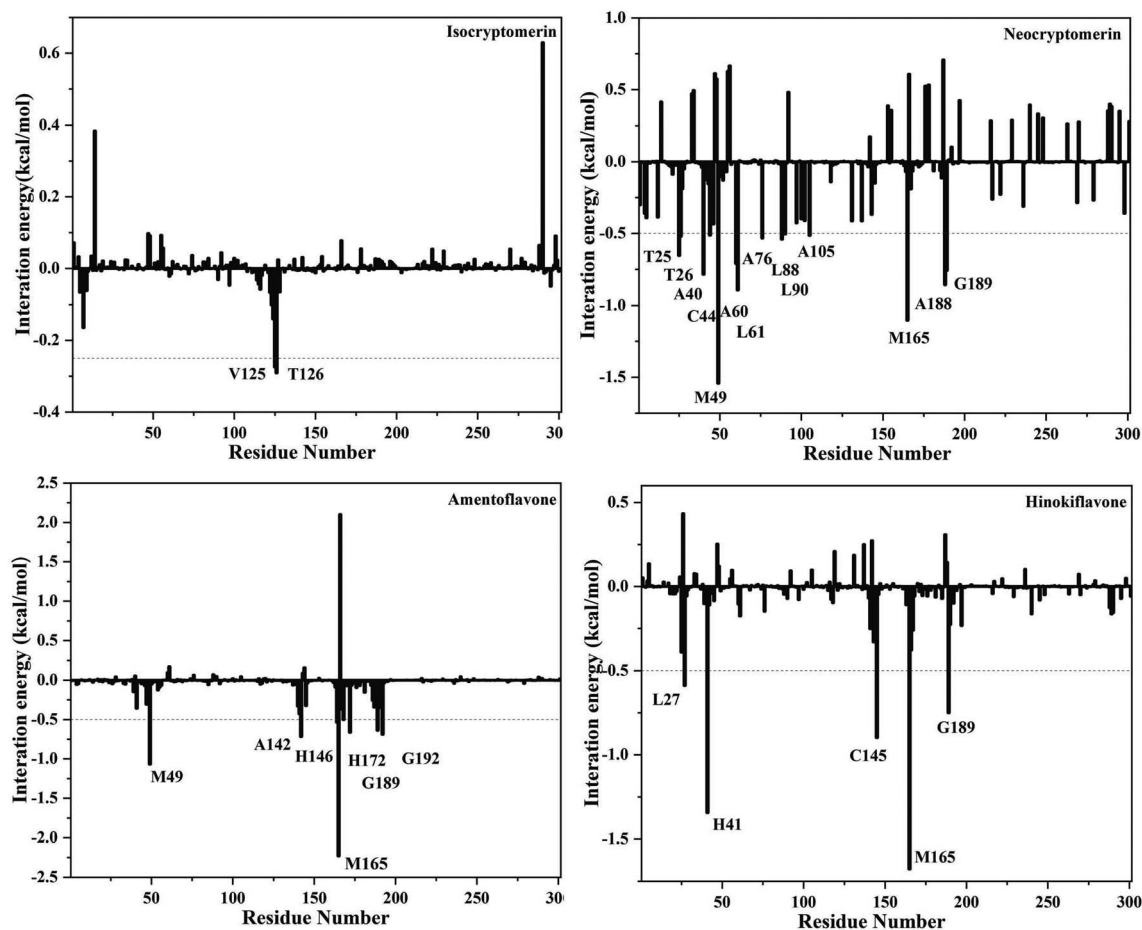 Isocryptomerin
Interation energy(kcal/mol)
0.6
0.4
0.2
0.0
-0.2
-0.4
V125
T126
50
100
150
200
250
300
Residue Number
Neocryptomerin
Interation energy (kcal/mol)
1.0
0.5
0.0
-0.5
-1.0
-1.5
T25
T26
A40
C44
M49
A60
L61
A76
L88
L90
A105
M165
A188
G189
50
100
150
200
250
300
Residue Number
Amentoflavone
Interation energy (kcal/mol)
2.5
2.0
1.5
1.0
0.5
0.0
-0.5
-1.0
-1.5
-2.0
-2.5
M49
A142
H146
M165
H172
G189
G192
50
100
150
200
250
300
Residue Number
Hinokiflavone
Interation energy (kcal/mol)
0.5
0.0
-0.5
-1.0
-1.5
L27
H41
C145
M165
G189
50
100
150
200
250
300
Residue Number